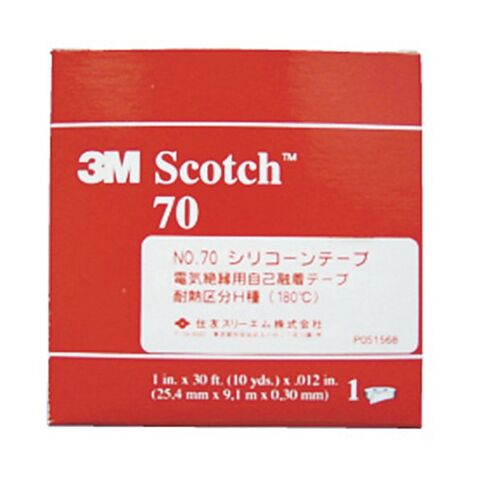 3M Scotch™
70
NO.70 シリコーンテープ
電気絶縁用自己融着テープ
耐熱区分H種(180℃)
住友スリーエム株式会社
P051568
1 in. x 30 ft. (10 yds.) x .012 in.
(25,4 mm x 9,1 m x 0,30 mm)
1